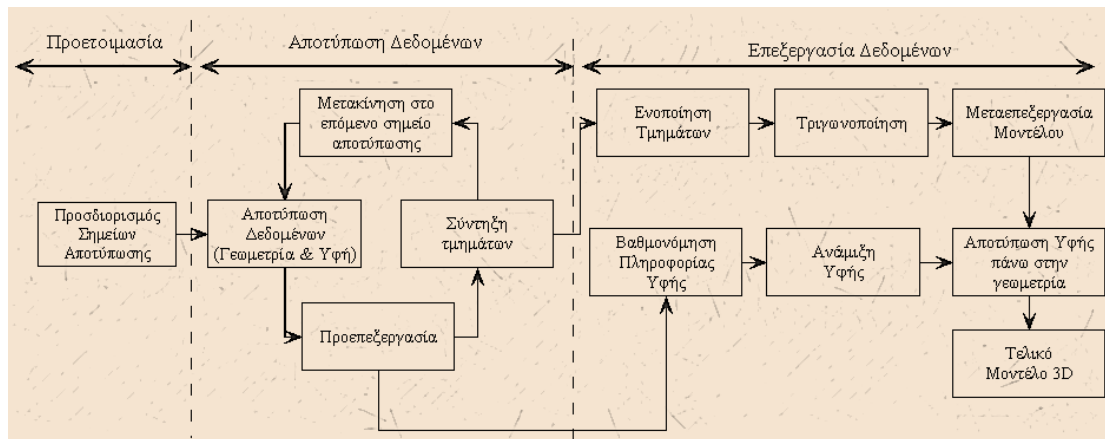 Προετοιμασία
Αποτύπωση Δεδομένων
Επεξεργασία Δεδομένων
Προσδιορισμός
Σημείων
Αποτύπωσης
Μετακίνηση στο
επόμενο σημείο
αποτύπωσης
Αποτύπωση
Δεδομένων
(Γεωμετρία & Υφή)
Σύντηξη
τμημάτων
Προεπεξεργασία
Ενοποίηση
Τμημάτων
Τριγωνοποίηση
Μεταεπεξεργασία
Μοντέλου
Βαθμονόμηση
Πληροφορίας
Υφής
Ανάμιξη
Υφής
Αποτύπωση Υφής
πάνω στην
γεωμετρία
Τελικό
Μοντέλο 3D